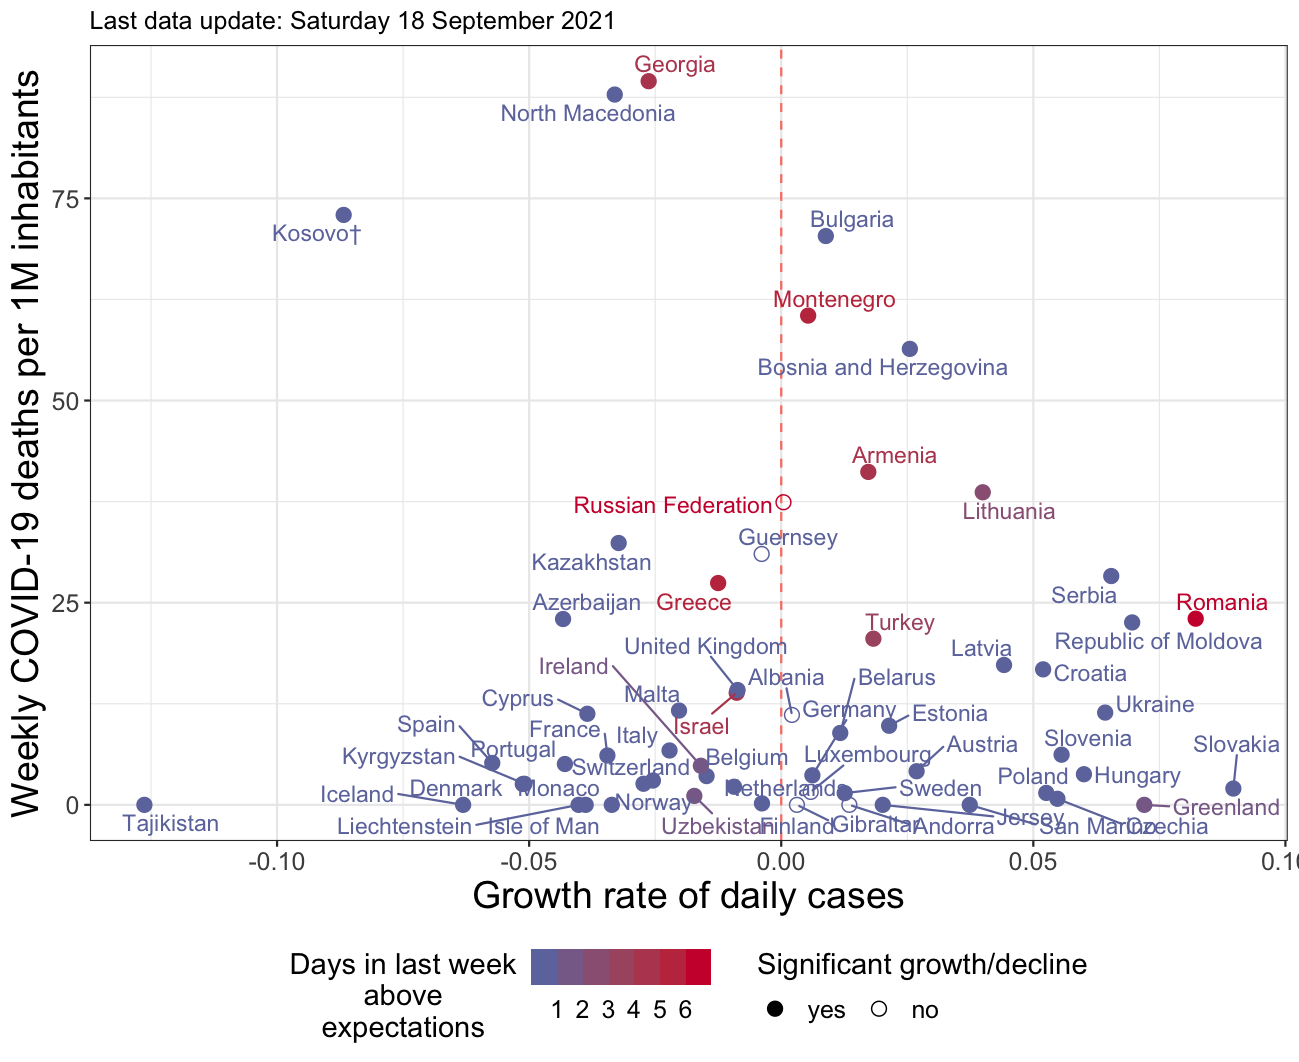 Last data update: Saturday 18 September 2021
Weekly COVID-19 deaths per 1M inhabitants
Georgia
North Macedonia
75
Bulgaria
Kosovo†
Montenegro
Bosnia and Herzegovina
50
Armenia
Russian Federation
Lithuania
Guernsey
Kazakhstan
Serbia
25
Azerbaijan
Greece
Romania
Turkey
Republic of Moldova
United Kingdom
Latvia
Ireland
Albania
Belarus
Croatia
Cyprus
Malta
Germany
Ukraine
Estonia
Spain
Israel
France
Italy
Slovenia
Austria
Slovakia
Portugal
Kyrgyzstan
Belgium
Luxembourg
Switzerland
Poland
Hungary
Denmark
Monaco
Netherlands
Sweden
Iceland
Norway
0
Greenland
Jersey
Tajikistan
Liechtenstein
Isle of Man
Uzbekistan
Finland
Gibraltar
Andorra
San Marino
Czechia
-0.10
-0.05
0.00
0.05
Growth rate of daily cases
Days in last week
above
expectations
1 2 3 4 5 6
Significant growth/decline
yes
no